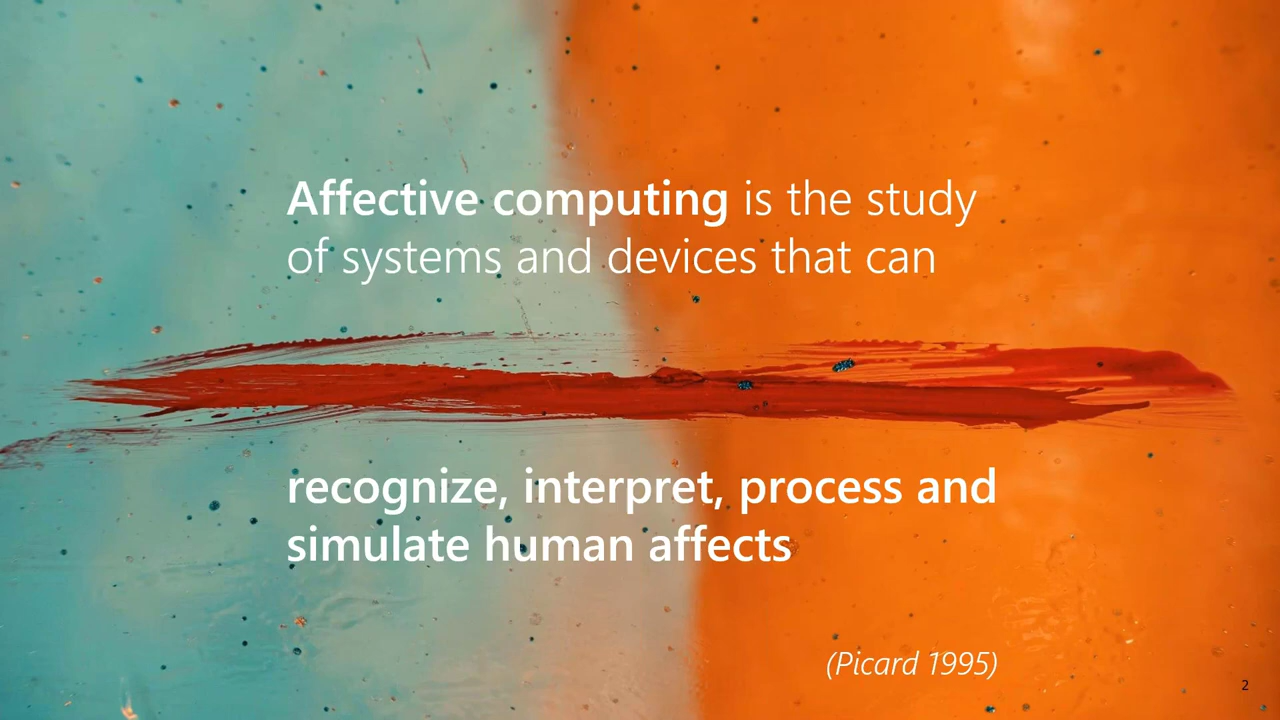 Affective computing is the study
of systems and devices that can
recognize, interpret, process and
simulate human affects
(Picard 1995)
2